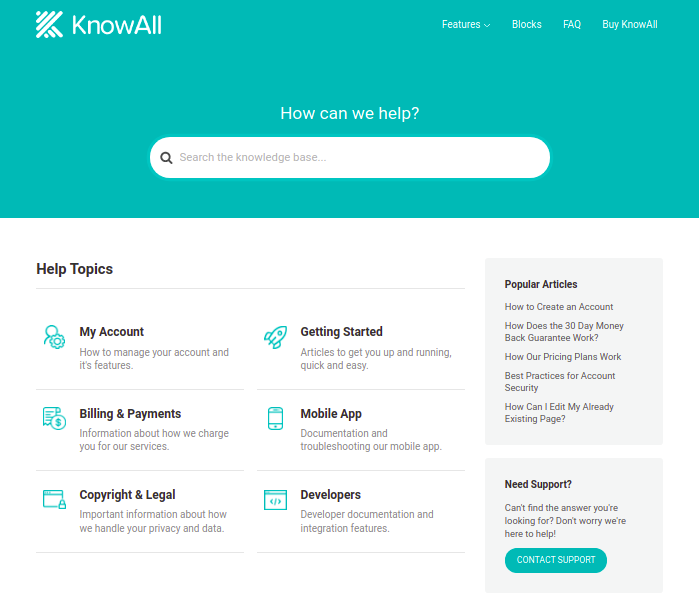 KnowAll
Features
Blocks
FAQ
Buy KnowAll
How can we help?
Search the knowledge base...
Help Topics
My Account
How to manage your account and
it's features.
Getting Started
Articles to get you up and running,
quick and easy.
Billing & Payments
Information about how we charge
you for our services.
Mobile App
Documentation and
troubleshooting our mobile app.
Copyright & Legal
Important information about how
we handle your privacy and data.
Developers
Developer documentation and
integration features.
Popular Articles
How to Create an Account
How Does the 30 Day Money
Back Guarantee Work?
How Our Pricing Plans Work
Best Practices for Account
Security
How Can I Edit My Already
Existing Page?
Need Support?
Can't find the answer you're
looking for? Don't worry we're
here to help!
CONTACT SUPPORT